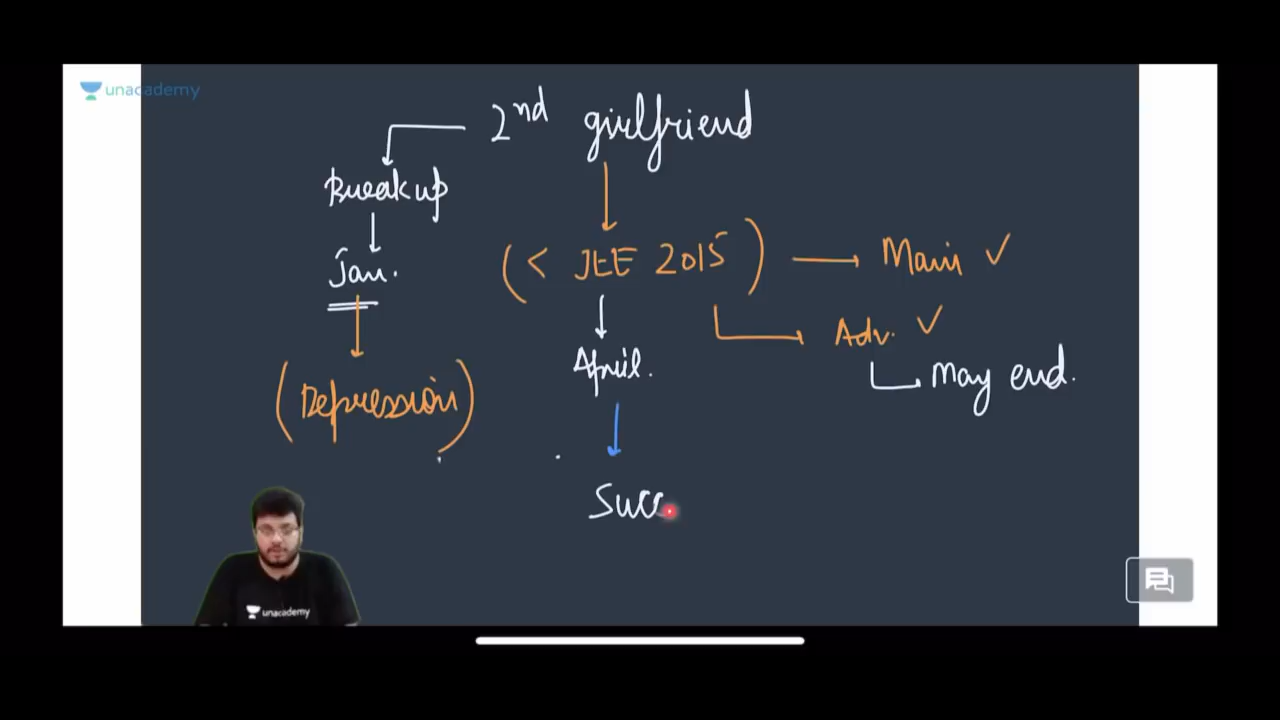 unacademy
2nd girlfriend
Breakup
Jan.
(Depression)
(< JEE 2015) Main ✓
Adv. ✓
May end.
April.
Succ
unacademy